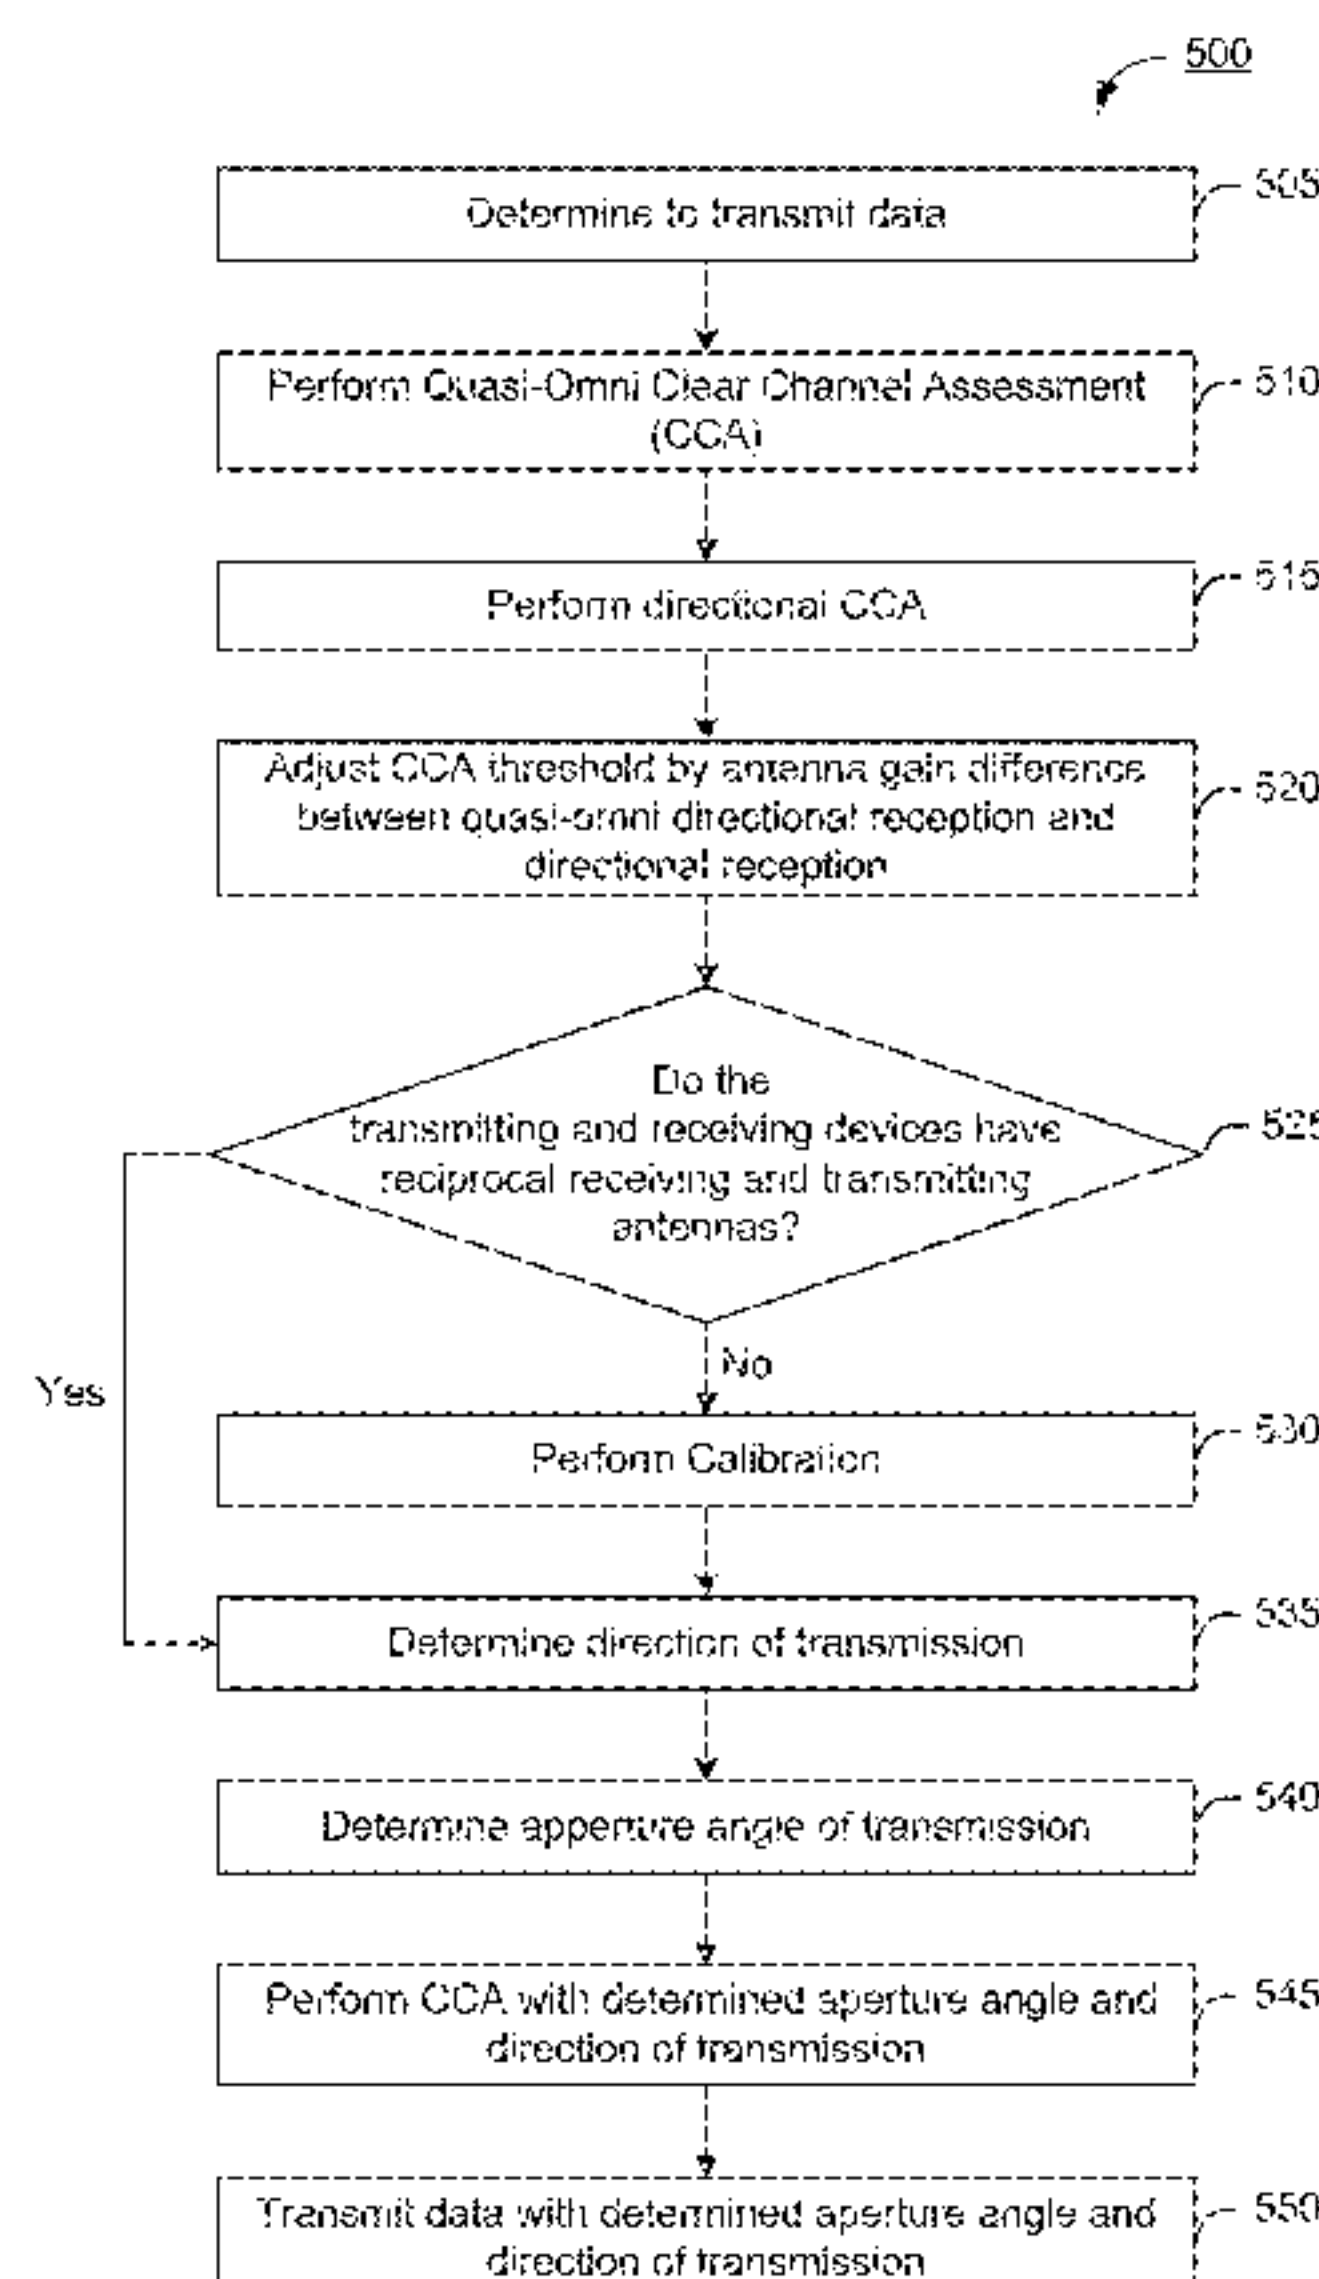 500
Determine to transmit data
505
Perform Quasi-Omni Clear Channel Assessment
(CCA)
510
Perform directional CCA
515
Adjust CCA threshold by antenna gain difference
between quasi-omni directional reception and
directional reception
520
Do the
transmitting and receiving devices have
reciprocal receiving and transmitting
antennas?
525
No
Yes
Perform Calibration
530
Determine direction of transmission
535
Determine apperture angle of transmission
540
Perform CCA with determined aperture angle and
direction of transmission
545
Transmit data with determined aperture angle and
direction of transmission
550